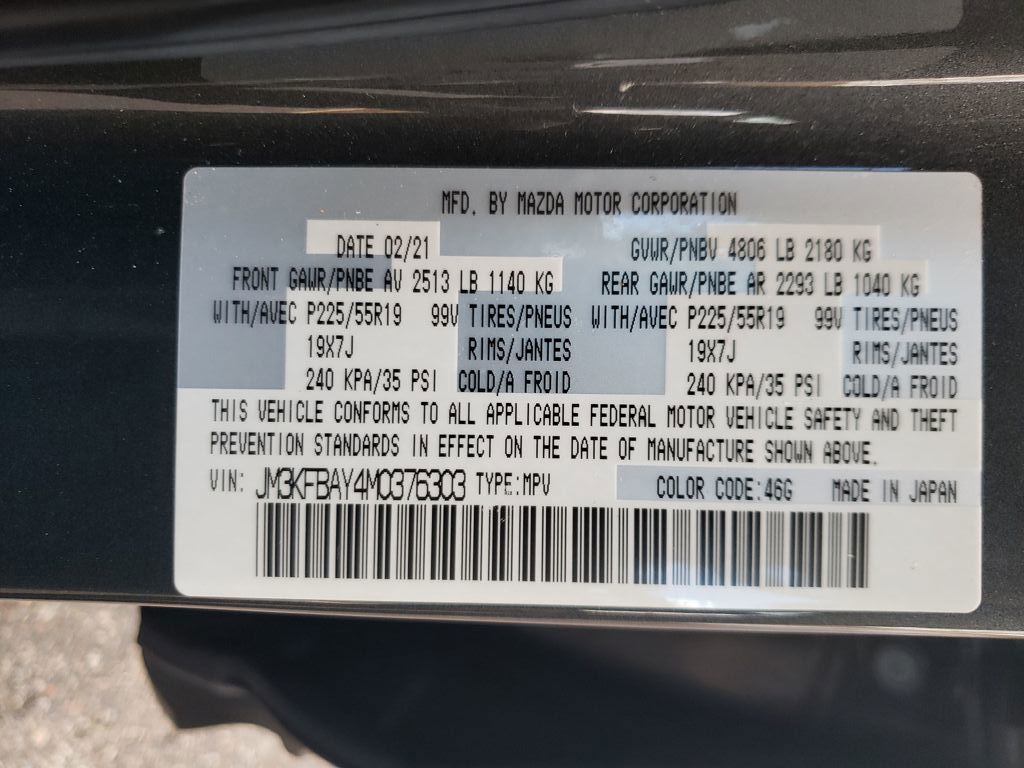 MFD. BY MAZDA MOTOR CORPORATION
DATE 02/21 GVWR/PNBV 4806 LB 2180 KG
FRONT GAWR/PNBE AV 2513 LB 1140 KG REAR GAWR/PNBE AR 2293 LB 1040 KG
WITH/AVEC P225/55R19 99V TIRES/PNEUS WITH/AVEC P225/55R19 99V TIRES/PNEUS
19X7J RIMS/JANTES 19X7J RIMS/JANTES
240 KPA/35 PSI COLD/A FROID 240 KPA/35 PSI COLD/A FROID
THIS VEHICLE CONFORMS TO ALL APPLICABLE FEDERAL MOTOR VEHICLE SAFETY AND THEFT
PREVENTION STANDARDS IN EFFECT ON THE DATE OF MANUFACTURE SHOWN ABOVE.
VIN: JM3KFBAY4M0376303 TYPE:MPV COLOR CODE:46G MADE IN JAPAN